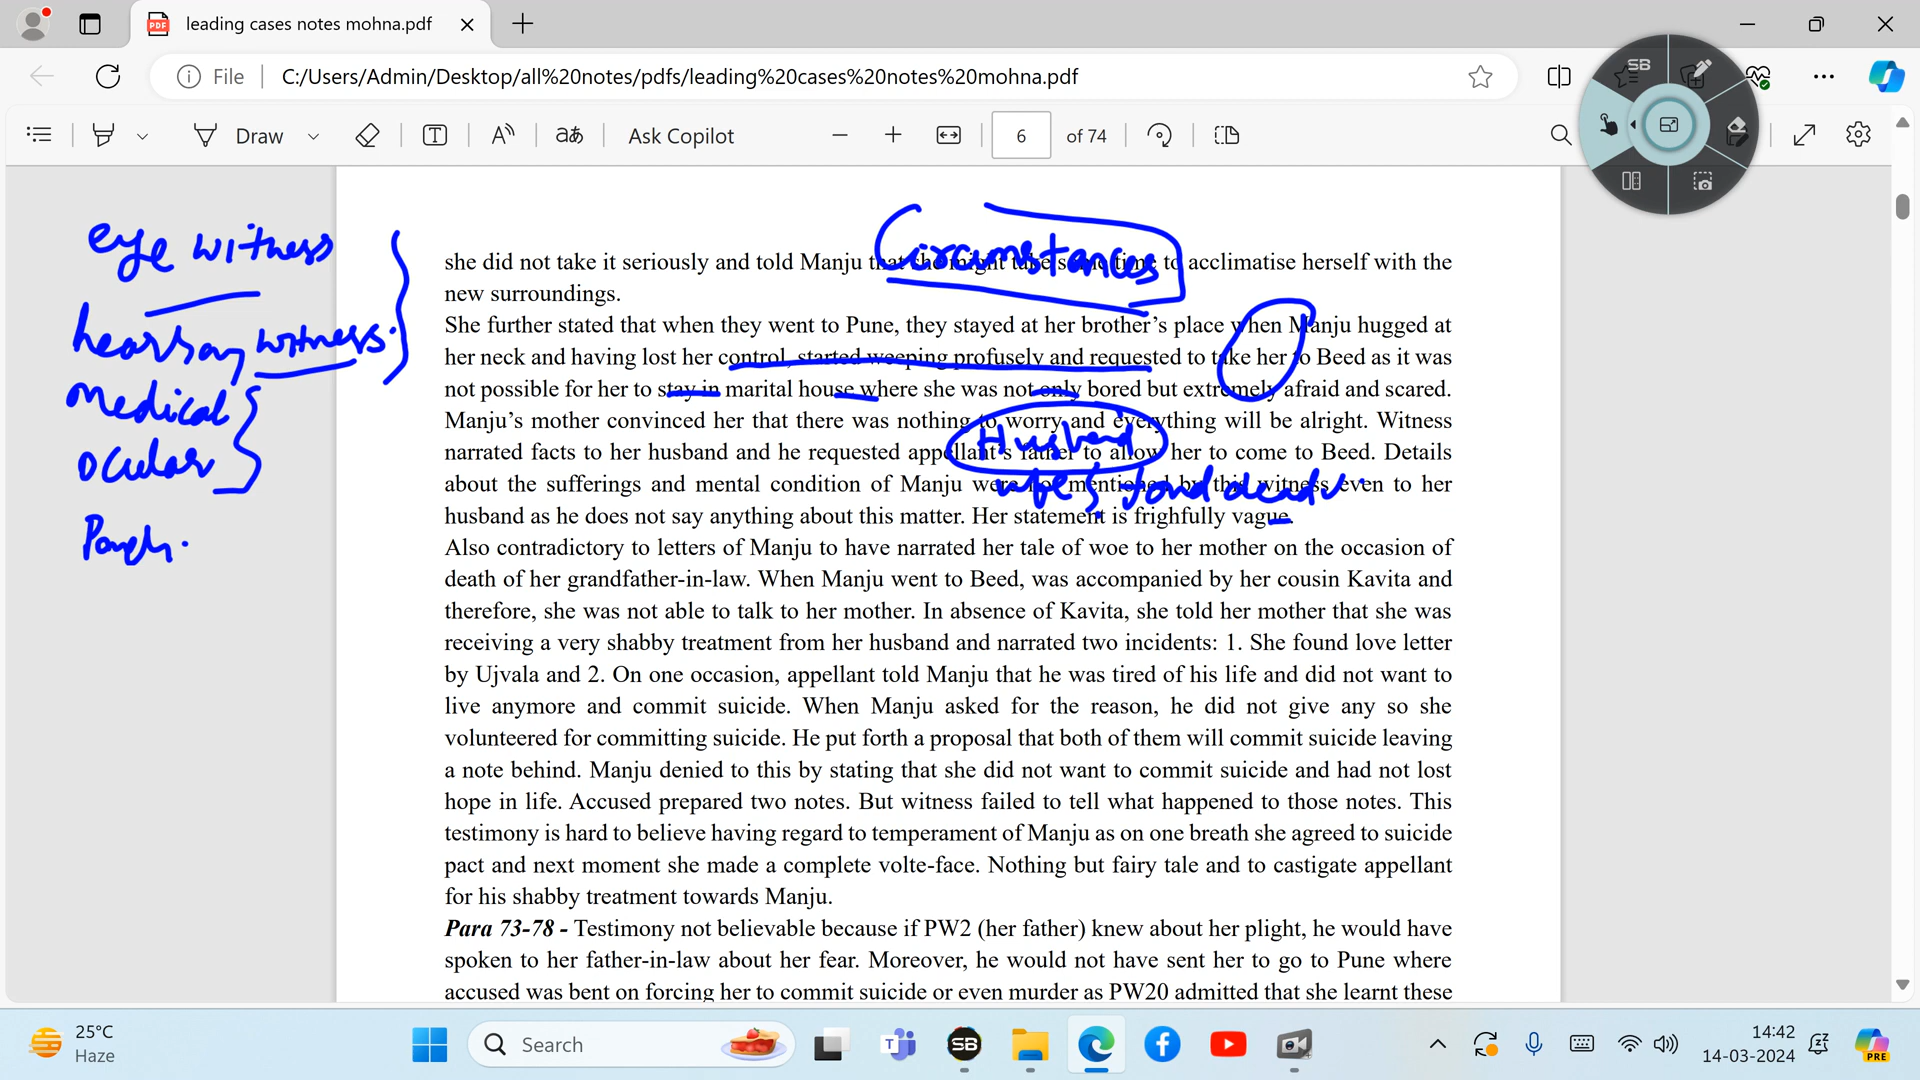 leading cases notes mohna.pdf
File
C:/Users/Admin/Desktop/all%20notes/pdfs/leading%20cases%20notes%20mohna.pdf
Draw
Ask Copilot
6 of 74
SB
eye witness
hearsay witness.
medical
ocular
Circumstances
Husband
wife & found dead
she did not take it seriously and told Manju that she might take some time to acclimatise herself with the
new surroundings.
She further stated that when they went to Pune, they stayed at her brother's place when Manju hugged at
her neck and having lost her control, started weeping profusely and requested to take her to Beed as it was
not possible for her to stay in marital house where she was not only bored but extremely afraid and scared.
Manju's mother convinced her that there was nothing to worry and everything will be alright. Witness
narrated facts to her husband and he requested appellant's father to allow her to come to Beed. Details
about the sufferings and mental condition of Manju were not mentioned by this witness even to her
husband as he does not say anything about this matter. Her statement is frighfully vague.
Also contradictory to letters of Manju to have narrated her tale of woe to her mother on the occasion of
death of her grandfather-in-law. When Manju went to Beed, was accompanied by her cousin Kavita and
therefore, she was not able to talk to her mother. In absence of Kavita, she told her mother that she was
receiving a very shabby treatment from her husband and narrated two incidents: 1. She found love letter
by Ujvala and 2. On one occasion, appellant told Manju that he was tired of his life and did not want to
live anymore and commit suicide. When Manju asked for the reason, he did not give any so she
volunteered for committing suicide. He put forth a proposal that both of them will commit suicide leaving
a note behind. Manju denied to this by stating that she did not want to commit suicide and had not lost
hope in life. Accused prepared two notes. But witness failed to tell what happened to those notes. This
testimony is hard to believe having regard to temperament of Manju as on one breath she agreed to suicide
pact and next moment she made a complete volte-face. Nothing but fairy tale and to castigate appellant
for his shabby treatment towards Manju.
Para 73-78 - Testimony not believable because if PW2 (her father) knew about her plight, he would have
spoken to her father-in-law about her fear. Moreover, he would not have sent her to go to Pune where
accused was bent on forcing her to commit suicide or even murder as PW20 admitted that she learnt these
25°C
Haze
Search
SB
14:42
14-03-2024
PRE